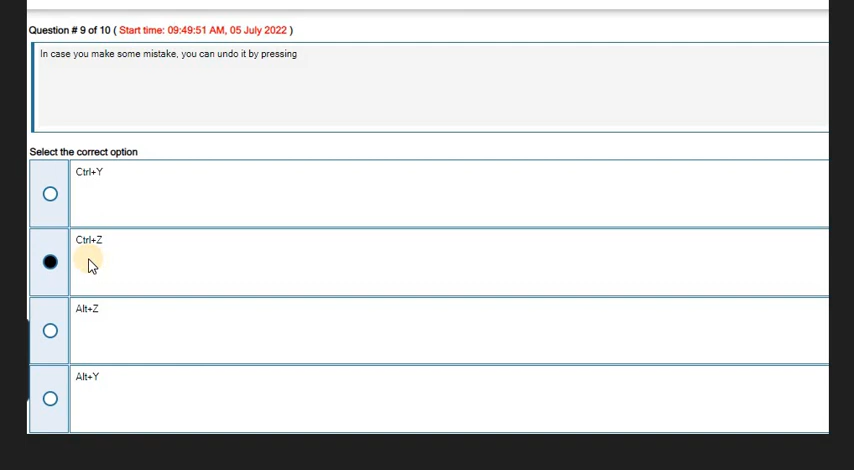 Question # 9 of 10 ( Start time: 09:49:51 AM, 05 July 2022 )
In case you make some mistake, you can undo it by pressing
Select the correct option
Ctrl+Y
Ctrl+Z
Alt+Z
Alt+Y